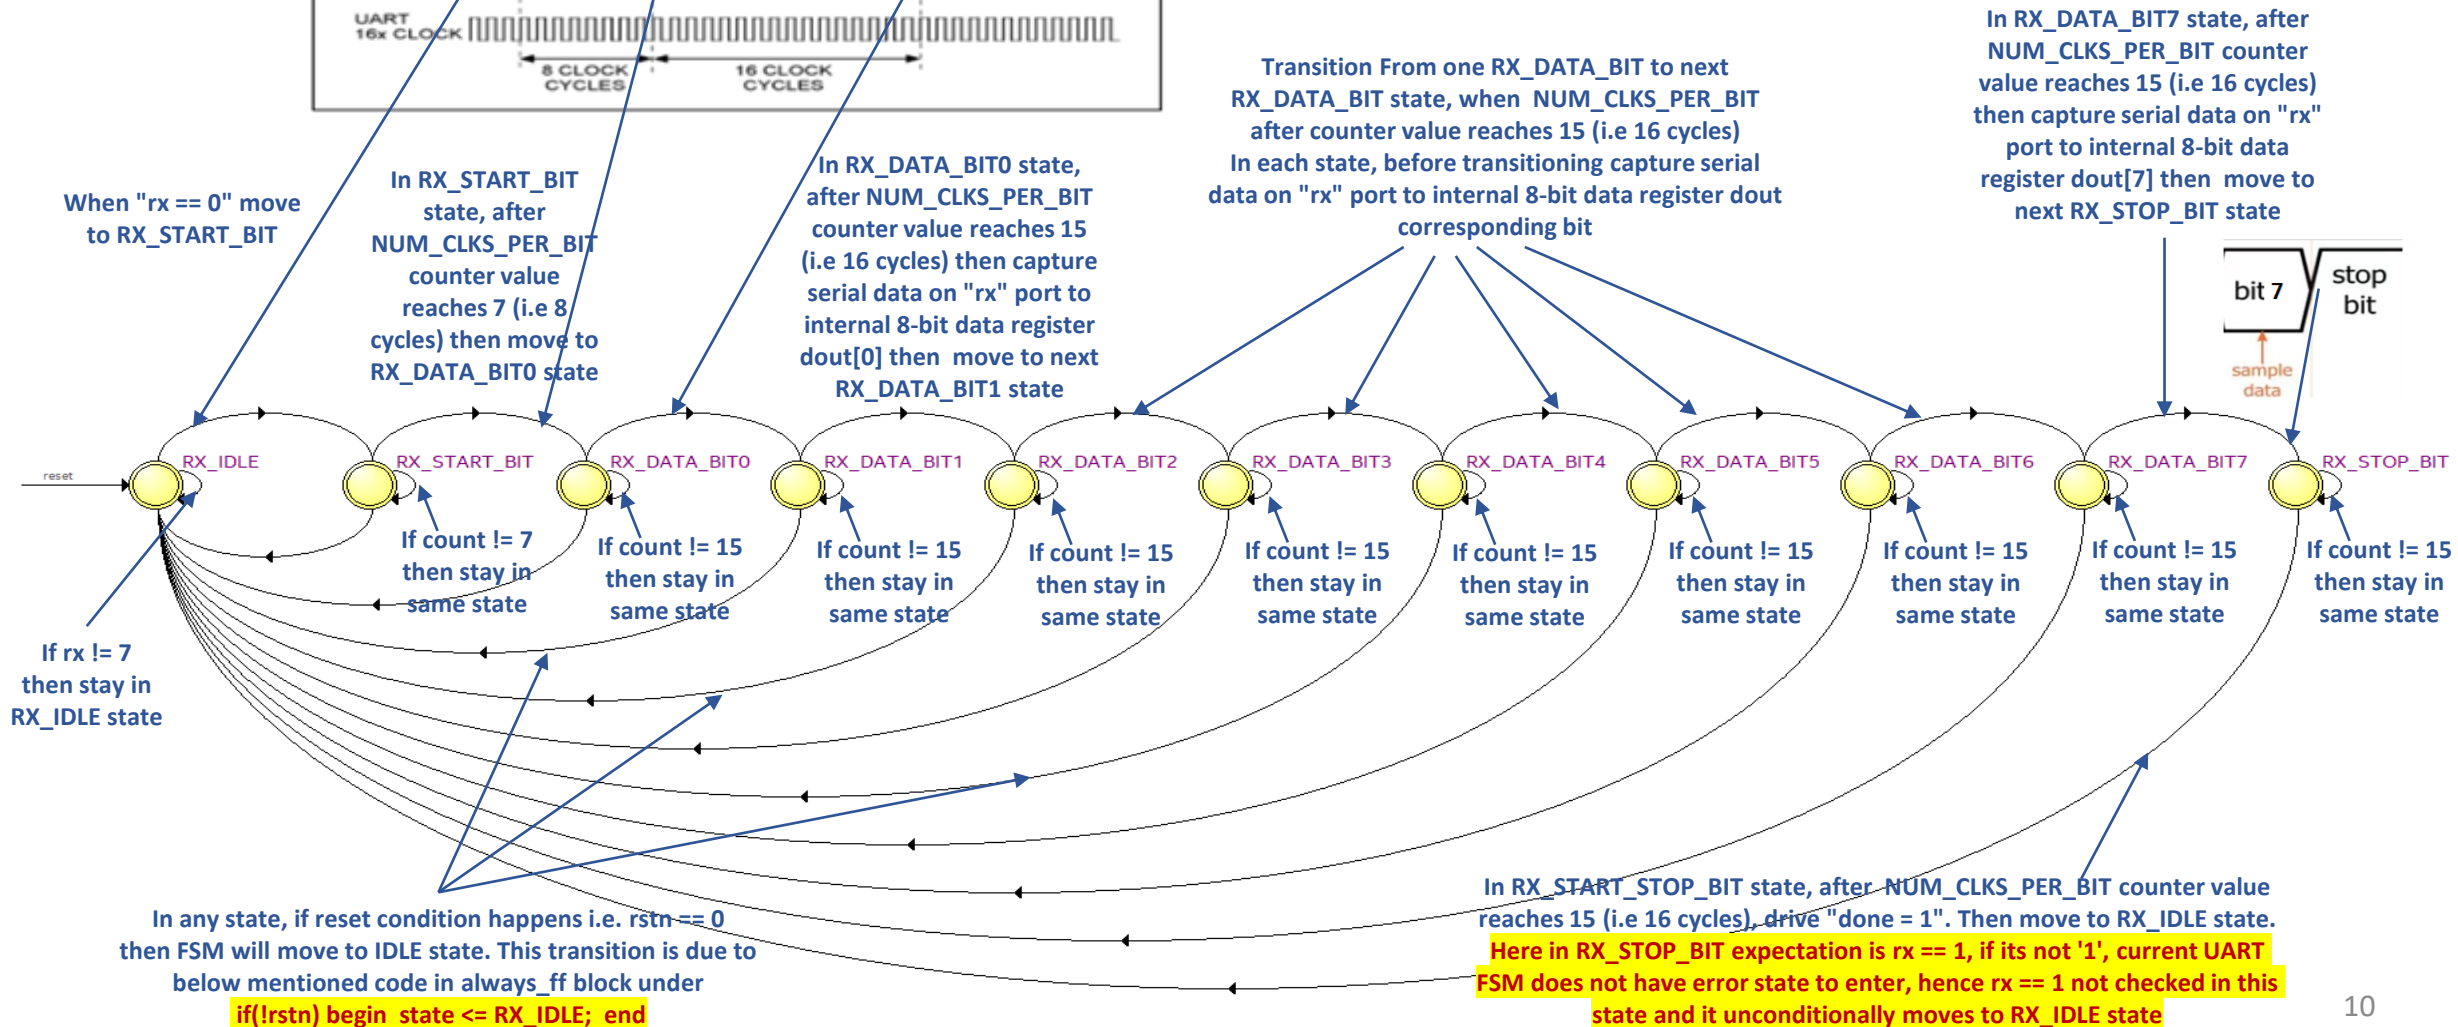 UART
16x CLOCK
8 CLOCK
CYCLES
16 CLOCK
CYCLES
When "rx == 0" move
to RX_START_BIT
In RX_START_BIT
state, after
NUM_CLKS_PER_BIT
counter value
reaches 7 (i.e 8
cycles) then move to
RX_DATA_BIT0 state
In RX_DATA_BIT0 state,
after NUM_CLKS_PER_BIT
counter value reaches 15
(i.e 16 cycles) then capture
serial data on "rx" port to
internal 8-bit data register
dout[0] then move to next
RX_DATA_BIT1 state
Transition From one RX_DATA_BIT to next
RX_DATA_BIT state, when NUM_CLKS_PER_BIT
after counter value reaches 15 (i.e 16 cycles)
In each state, before transitioning capture serial
data on "rx" port to internal 8-bit data register dout
corresponding bit
In RX_DATA_BIT7 state, after
NUM_CLKS_PER_BIT counter
value reaches 15 (i.e 16 cycles)
then capture serial data on "rx"
port to internal 8-bit data
register dout[7] then move to
next RX_STOP_BIT state
bit 7
stop
bit
sample
data
reset
RX_IDLE
RX_START_BIT
RX_DATA_BIT0
RX_DATA_BIT1
RX_DATA_BIT2
RX_DATA_BIT3
RX_DATA_BIT4
RX_DATA_BIT5
RX_DATA_BIT6
RX_DATA_BIT7
RX_STOP_BIT
If rx != 7
then stay in
RX_IDLE state
If count != 7
then stay in
same state
If count != 15
then stay in
same state
If count != 15
then stay in
same state
If count != 15
then stay in
same state
If count != 15
then stay in
same state
If count != 15
then stay in
same state
If count != 15
then stay in
same state
If count != 15
then stay in
same state
If count != 15
then stay in
same state
If count != 15
then stay in
same state
In any state, if reset condition happens i.e. rstn == 0
then FSM will move to IDLE state. This transition is due to
below mentioned code in always_ff block under
if(!rstn) begin state <= RX_IDLE; end
In RX_START_STOP_BIT state, after NUM_CLKS_PER_BIT counter value
reaches 15 (i.e 16 cycles), drive "done = 1". Then move to RX_IDLE state.
Here in RX_STOP_BIT expectation is rx == 1, if its not '1', current UART
FSM does not have error state to enter, hence rx == 1 not checked in this
state and it unconditionally moves to RX_IDLE state
10